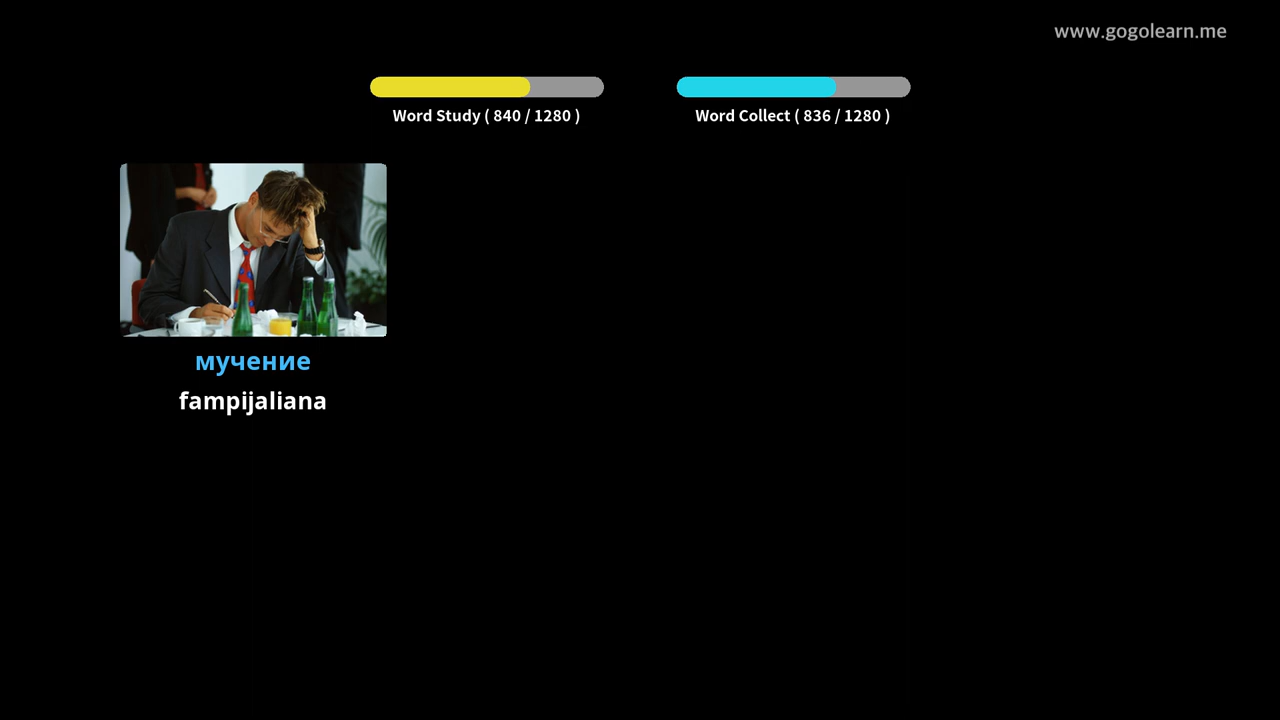 www.gogolearn.me
Word Study ( 840 / 1280 )
Word Collect ( 836 / 1280 )
мучение
fampijaliana